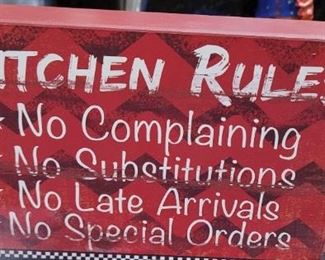 ITCHEN RULES
No Complaining
No Substitutions
No Late Arrivals
No Special Orders